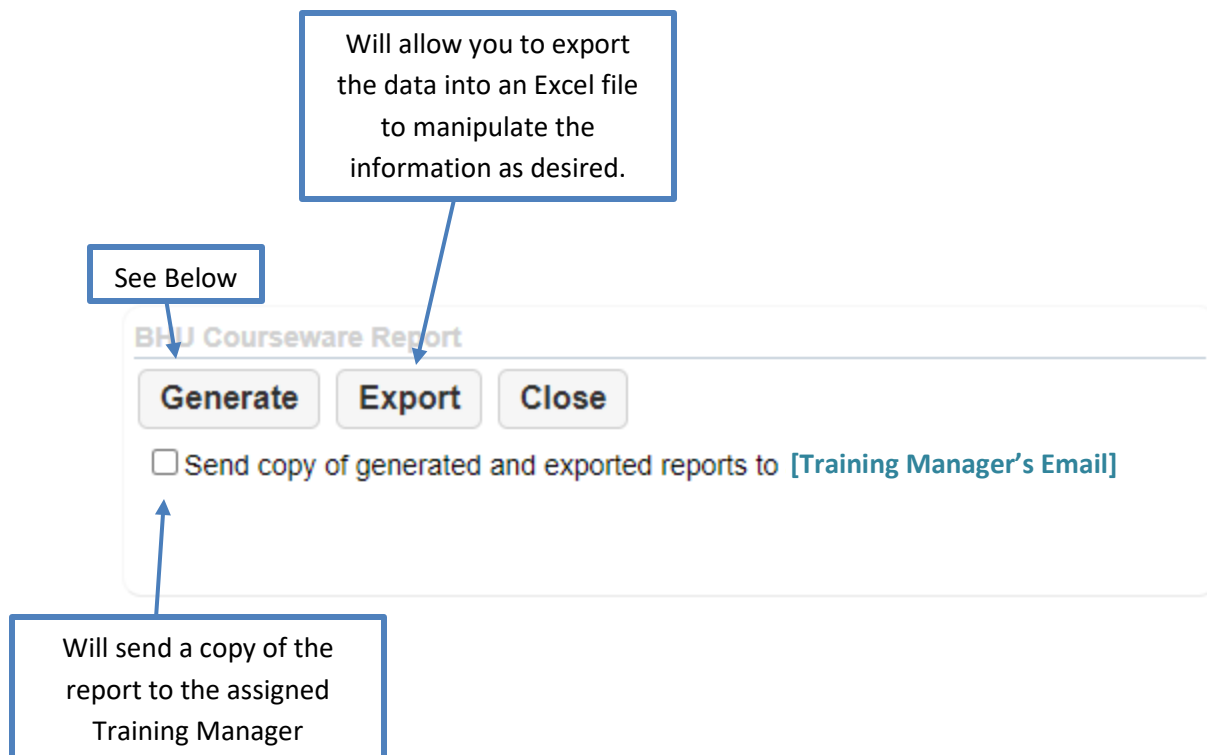 Will allow you to export
the data into an Excel file
to manipulate the
information as desired.
See Below
BHU Courseware Report
Generate Export Close
Send copy of generated and exported reports to [Training Manager’s Email]
Will send a copy of the
report to the assigned
Training Manager